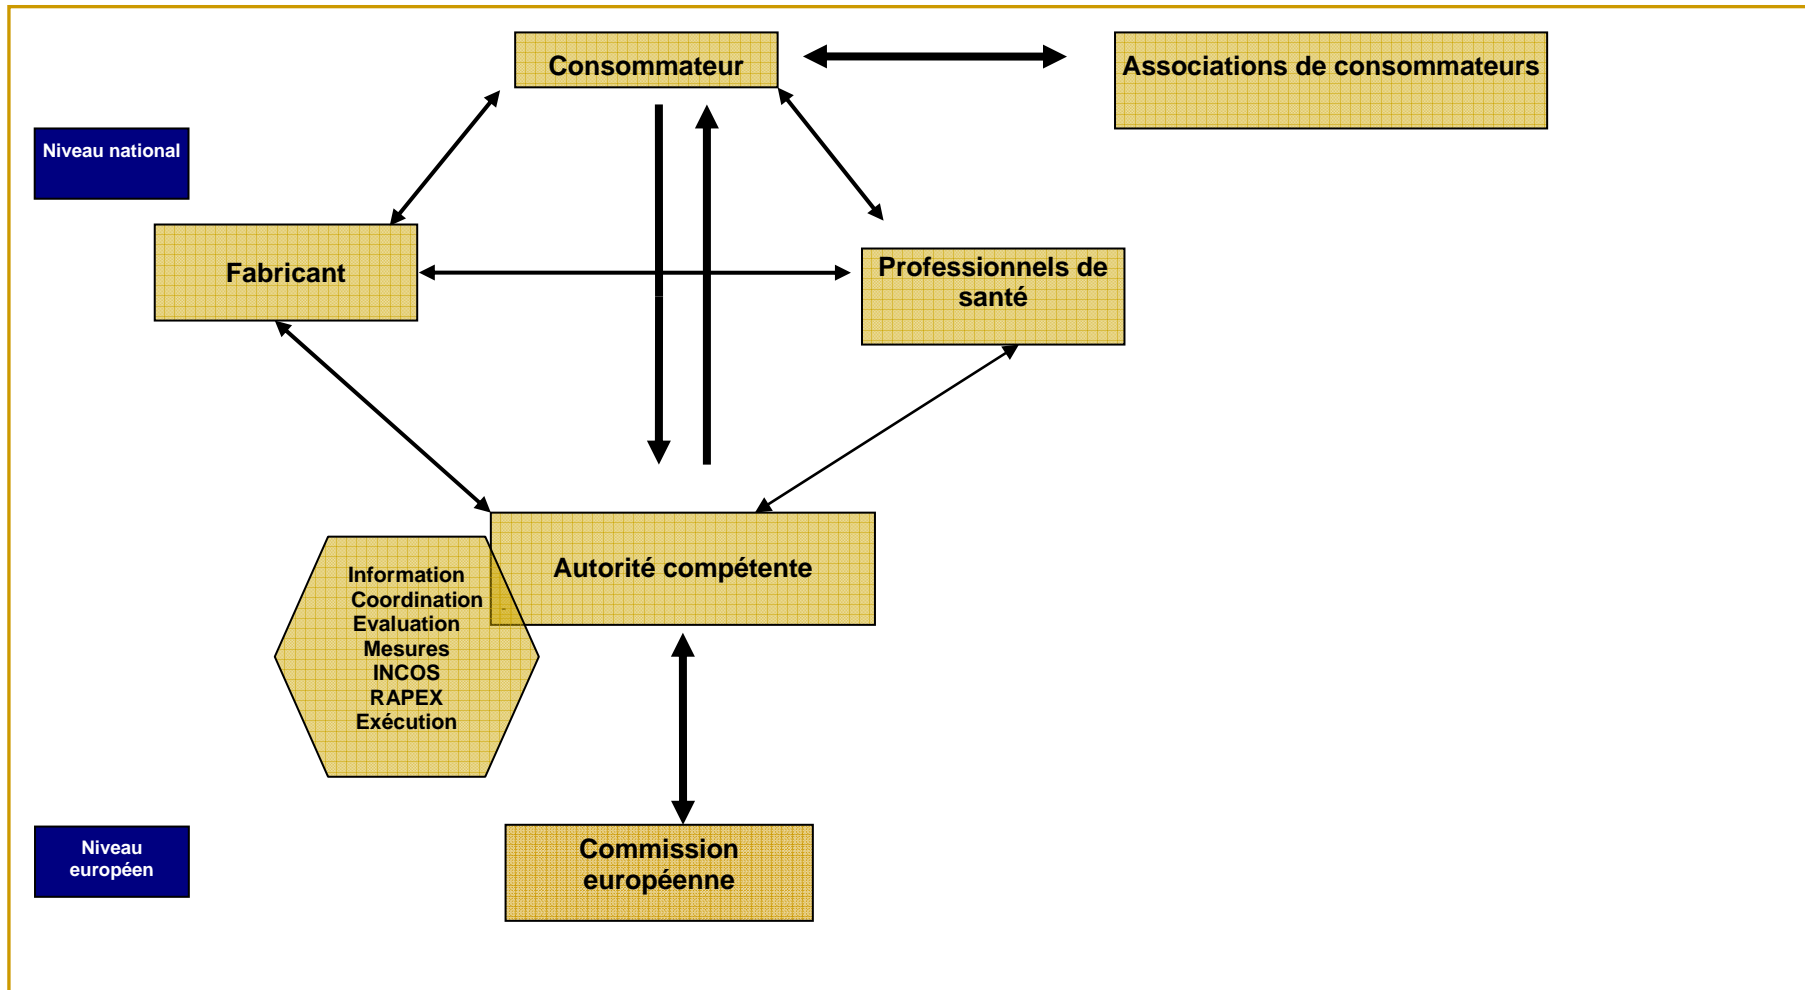 Consommateur
Associations de consommateurs
Niveau national
Fabricant
Professionnels de
santé
Autorité compétente
Information
Coordination
Evaluation
Mesures
INCOS
RAPEX
Exécution
Niveau
européen
Commission
européenne